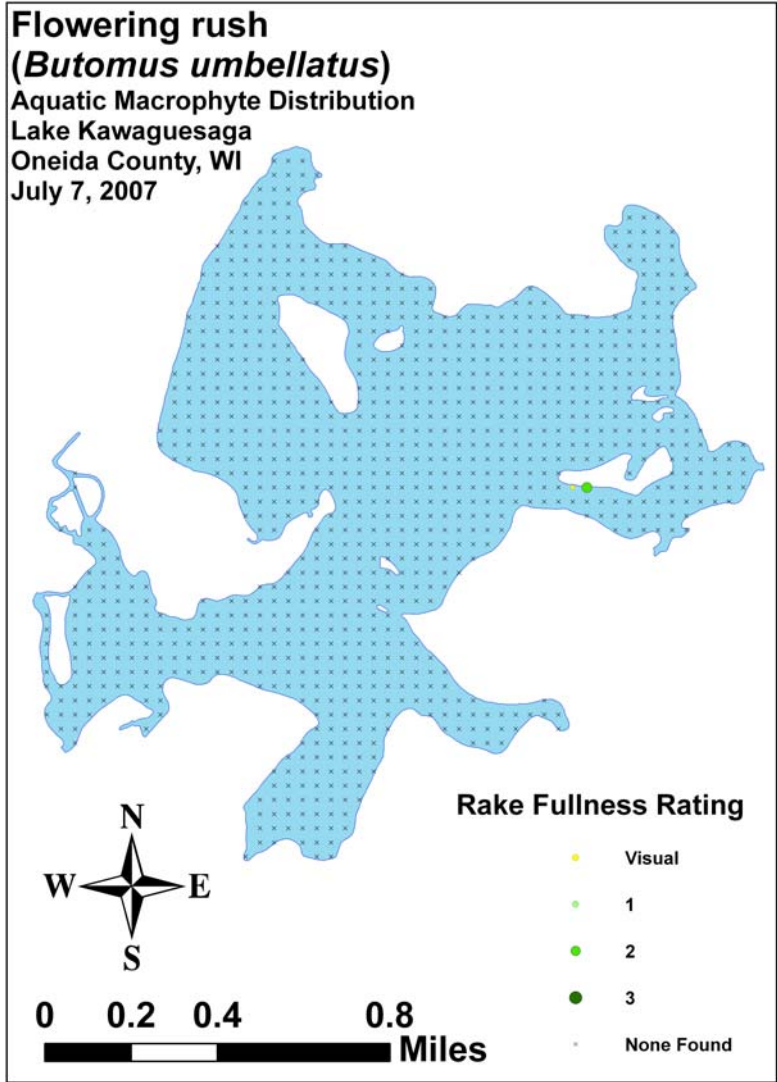 Flowering rush
(Butomus umbellatus)
Aquatic Macrophyte Distribution
Lake Kawaguesaga
Oneida County, WI
July 7, 2007
Rake Fullness Rating
Visual
1
2
3
None Found
N
W E
S
0 0.2 0.4 0.8
Miles